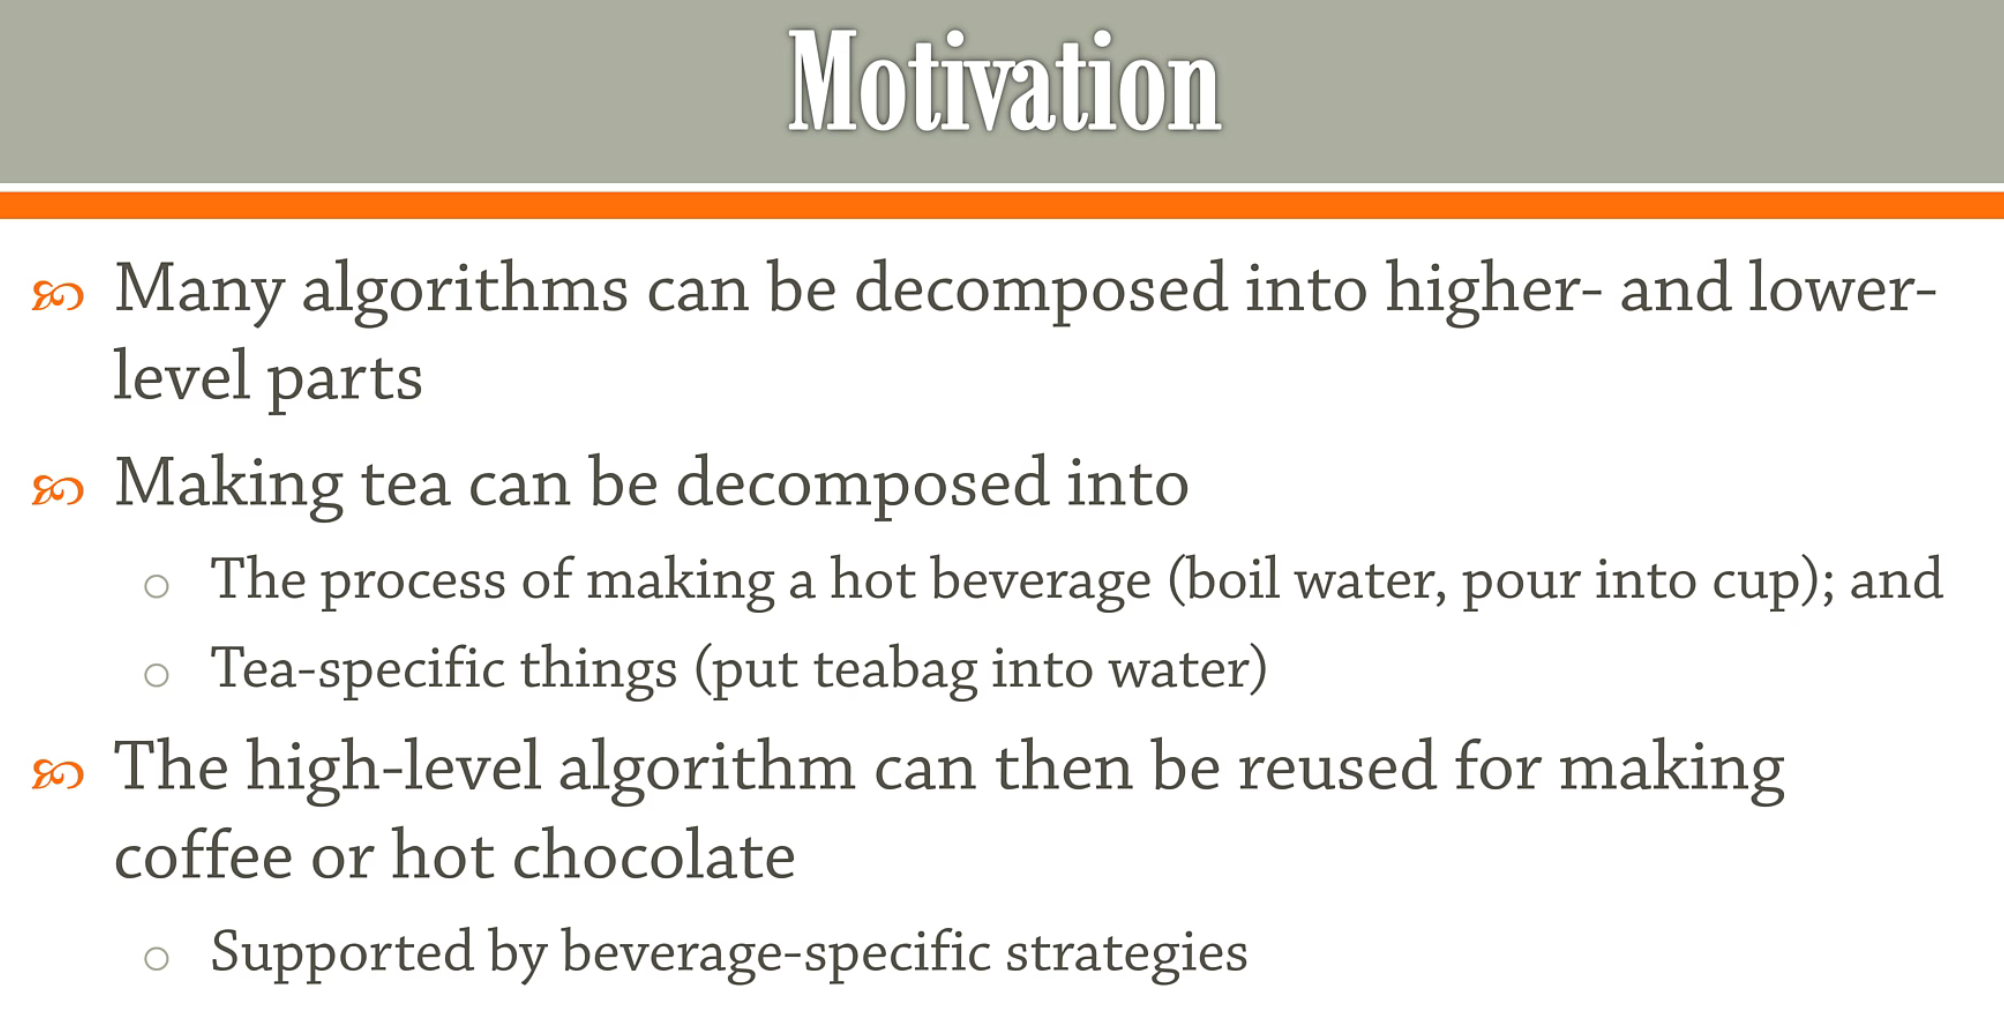 Motivation
Many algorithms can be decomposed into higher- and lower-
level parts
Making tea can be decomposed into
The process of making a hot beverage (boil water, pour into cup); and
Tea-specific things (put teabag into water)
The high-level algorithm can then be reused for making
coffee or hot chocolate
Supported by beverage-specific strategies